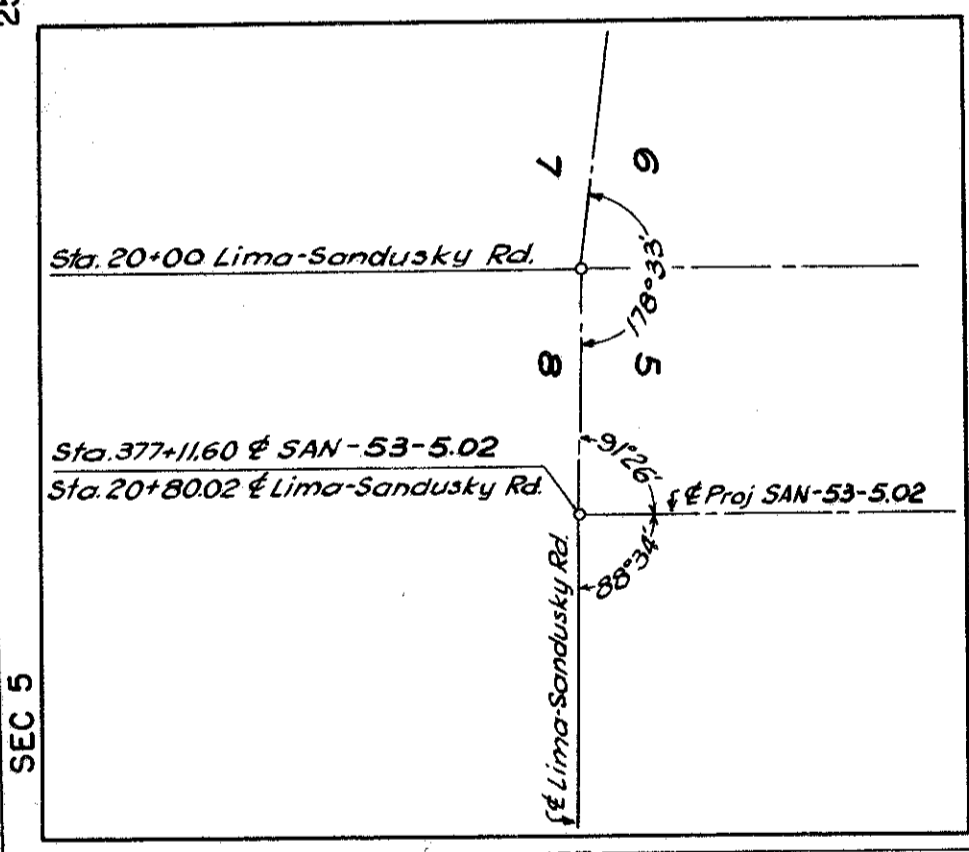 7 6
Sta. 20+00 Lima-Sandusky Rd.
178°33'
8 5
Sta. 377+11.60 ℄ SAN-53-5.02
Sta. 20+80.02 ℄ Lima-Sandusky Rd.
91°26'
℄ Proj SAN-53-5.02
88°34'
℄ Lima-Sandusky Rd.
SEC 5